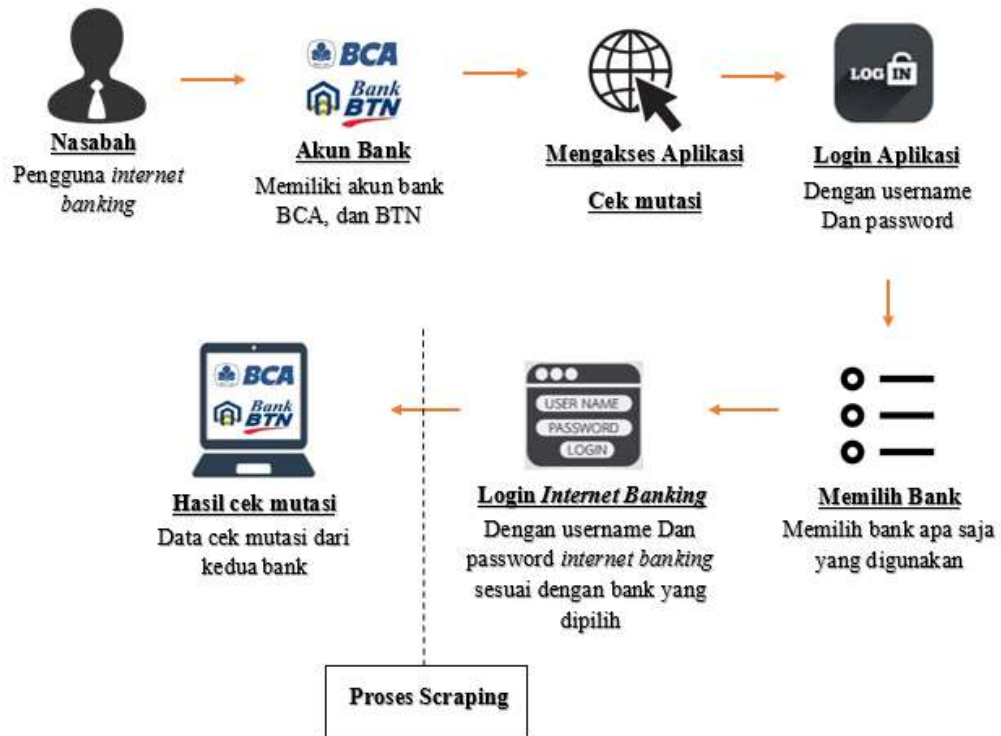 Nasabah
Pengguna internet
banking
BCA
Bank
BTN
Akun Bank
Memiliki akun bank
BCA, dan BTN
Mengakses Aplikasi
Cek mutasi
LOG IN
Login Aplikasi
Dengan username
Dan password
Memilih Bank
Memilih bank apa saja
yang digunakan
USER NAME
PASSWORD
LOGIN
Login Internet Banking
Dengan username Dan
password internet banking
sesuai dengan bank yang
dipilih
BCA
Bank
BTN
Hasil cek mutasi
Data cek mutasi dari
kedua bank
Proses Scraping